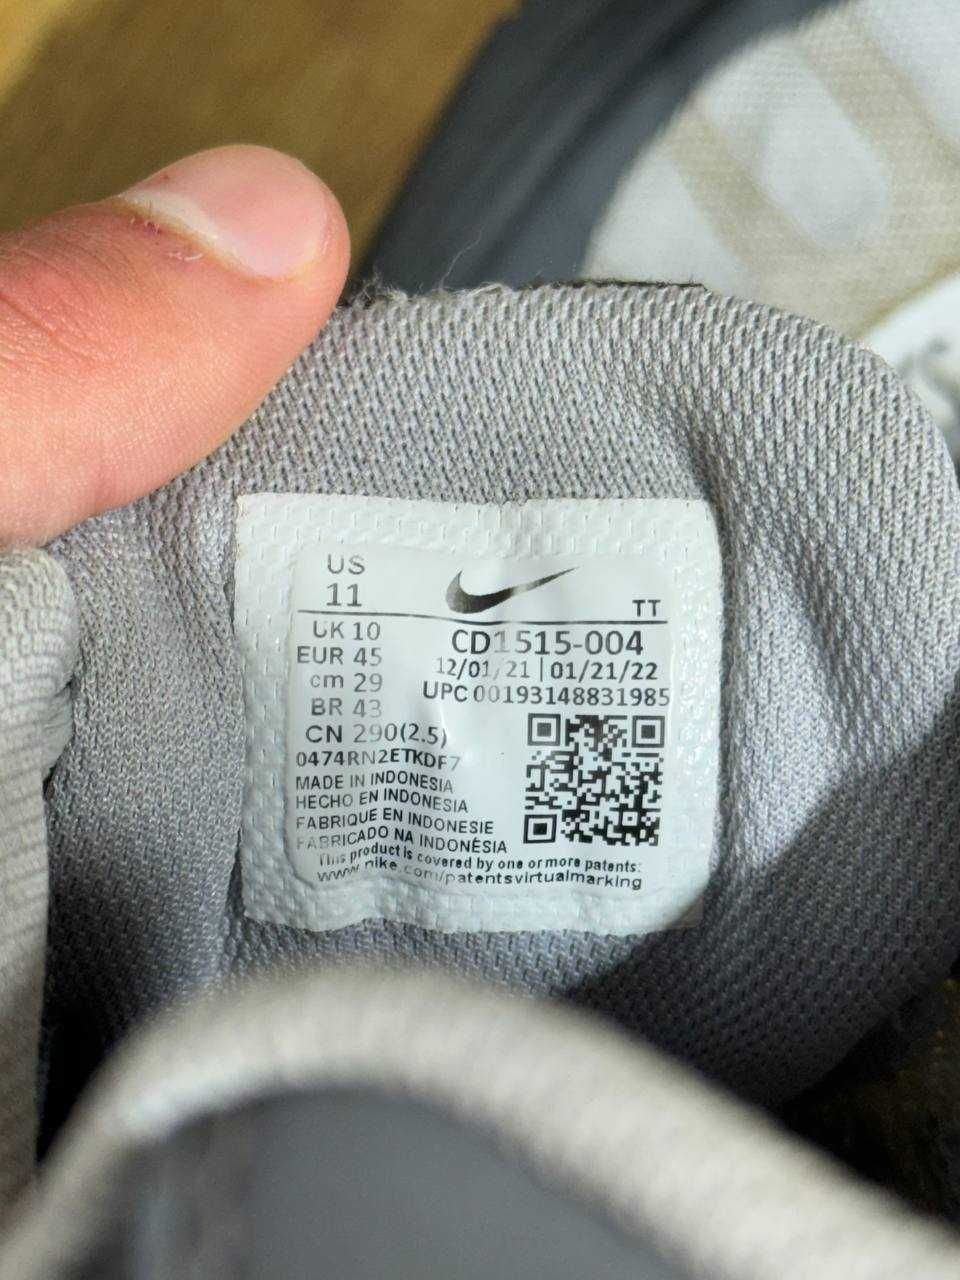 US
11
TT
UK 10
EUR 45
cm 29
BR 43
CN 290(2.5)
CD1515-004
12/01/21 | 01/21/22
UPC 00193148831985
0474RN2ETKDF7
MADE IN INDONESIA
HECHO EN INDONESIA
FABRIQUE EN INDONESIE
FABRICADO NA INDONÉSIA
This product is covered by one or more patents:
www.nike.com/patentsvirtualmarking